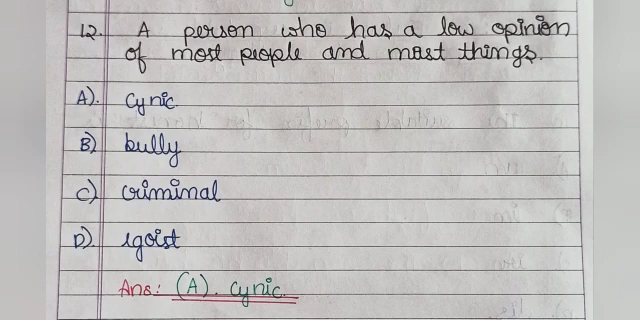 12. A person who has a low opinion
of most people and most things.
A). Cynic
B) bully
C) criminal
D). egoist
Ans: (A). Cynic.